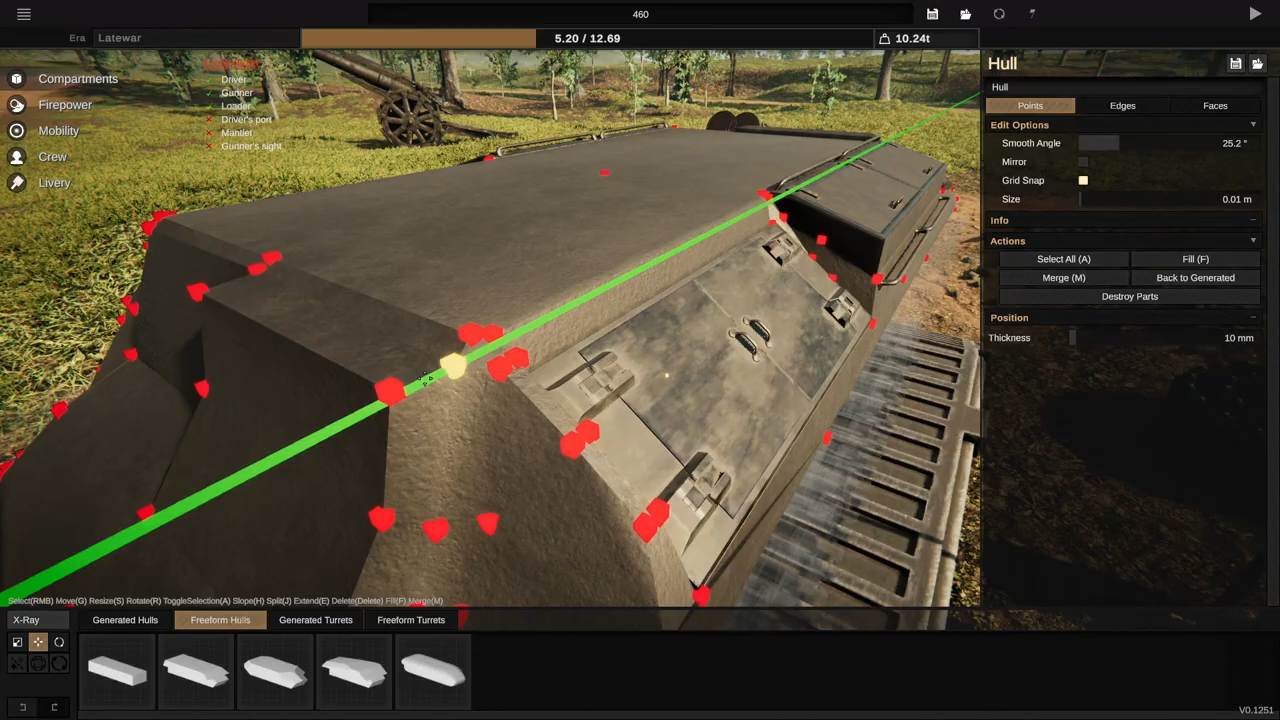 460
Era Latewar 5.20 / 12.69 10.24t
Compartments
Firepower
Mobility
Crew
Livery
Driver
Gunner
Loader
Driver's port
Mantlet
Gunner's sight
Hull
Hull
Points Edges Faces
Edit Options
Smooth Angle 25.2 °
Mirror
Grid Snap
Size 0.01 m
Info
Actions
Select All (A) Fill (F)
Merge (M) Back to Generated
Destroy Parts
Position
Thickness 10 mm
Select(RMB) Move(G) Resize(S) Rotate(R) ToggleSelection(A) Slope(H) Split(J) Extend(E) Delete(Delete) Fill(F) Merge(M)
X-Ray Generated Hulls Freeform Hulls Generated Turrets Freeform Turrets
V0.1251